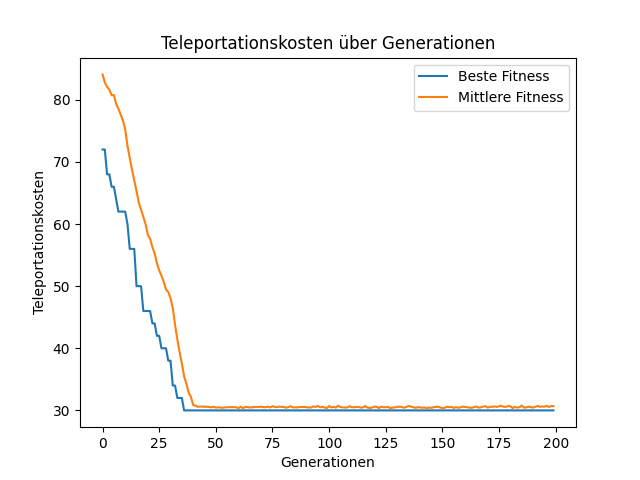 Teleportationskosten über Generationen
Beste Fitness
Mittlere Fitness
Teleportationskosten
80
70
60
50
40
30
0 25 50 75 100 125 150 175 200
Generationen